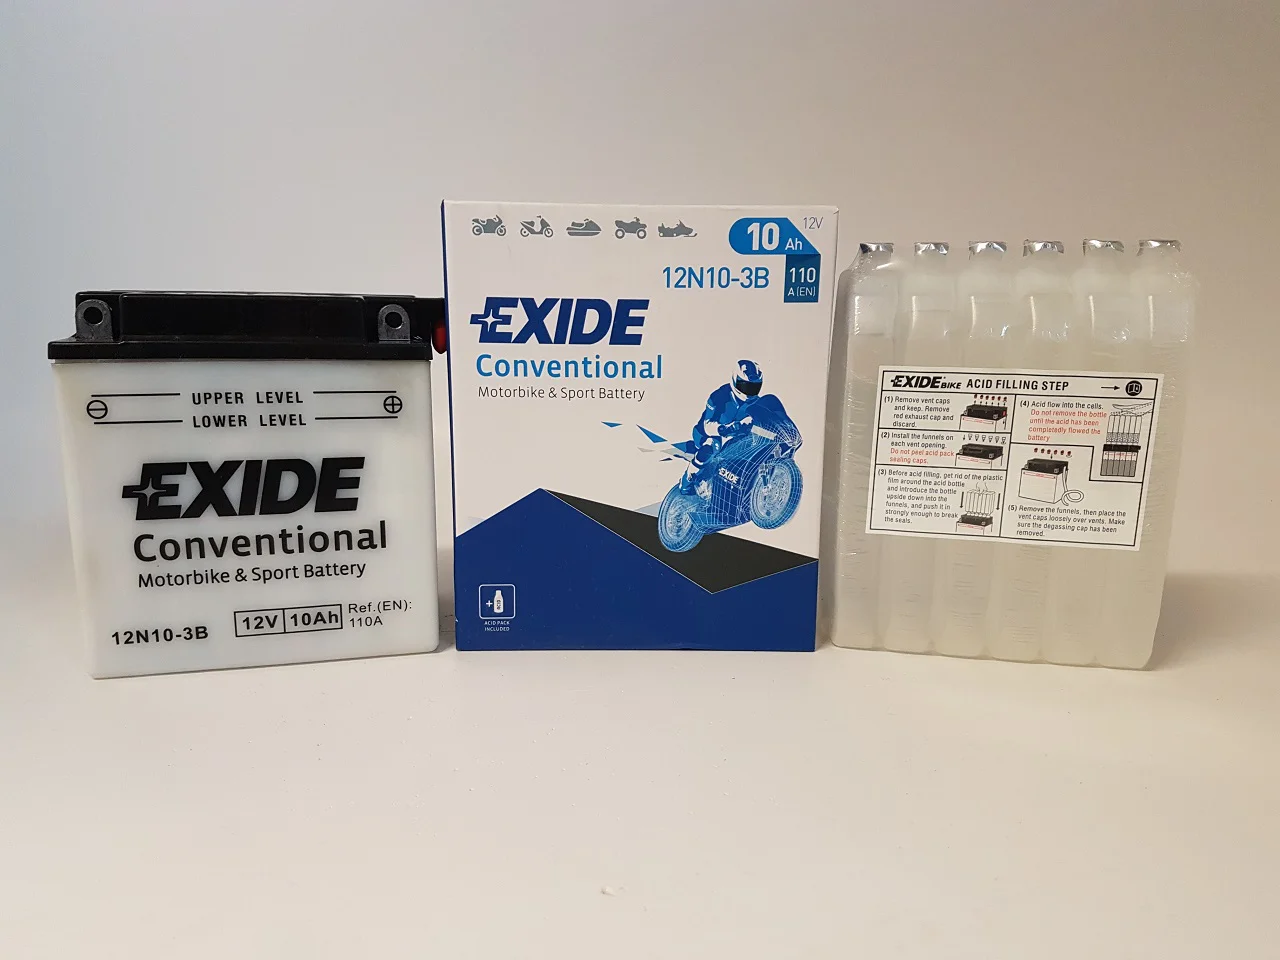 UPPER LEVEL
LOWER LEVEL
EXIDE
Conventional
Motorbike & Sport Battery
12N10-3B
12V 10Ah
Ref.(EN):
110A
12V
10 Ah
12N10-3B
110
A(EN)
EXIDE
Conventional
Motorbike & Sport Battery
EXIDE
ACID
ACID PACK
INCLUDED
EXIDE BIKE ACID FILLING STEP
(1) Remove vent caps
and keep. Remove
red exhaust cap and
discard.
(2) Install the funnels on
each vent opening.
Do not peel acid pack
sealing caps.
(3) Before acid filling, get rid of the plastic
film around the acid bottle
and introduce the bottle
upside down into the
funnels, and push it in
strongly enough to break
the seals.
(4) Acid flow into the cells.
Do not remove the bottle
until the acid has been
completedly flowed the
battery
(5) Remove the funnels, then place the
vent caps loosely over vents. Make
sure the degassing cap has been
removed.